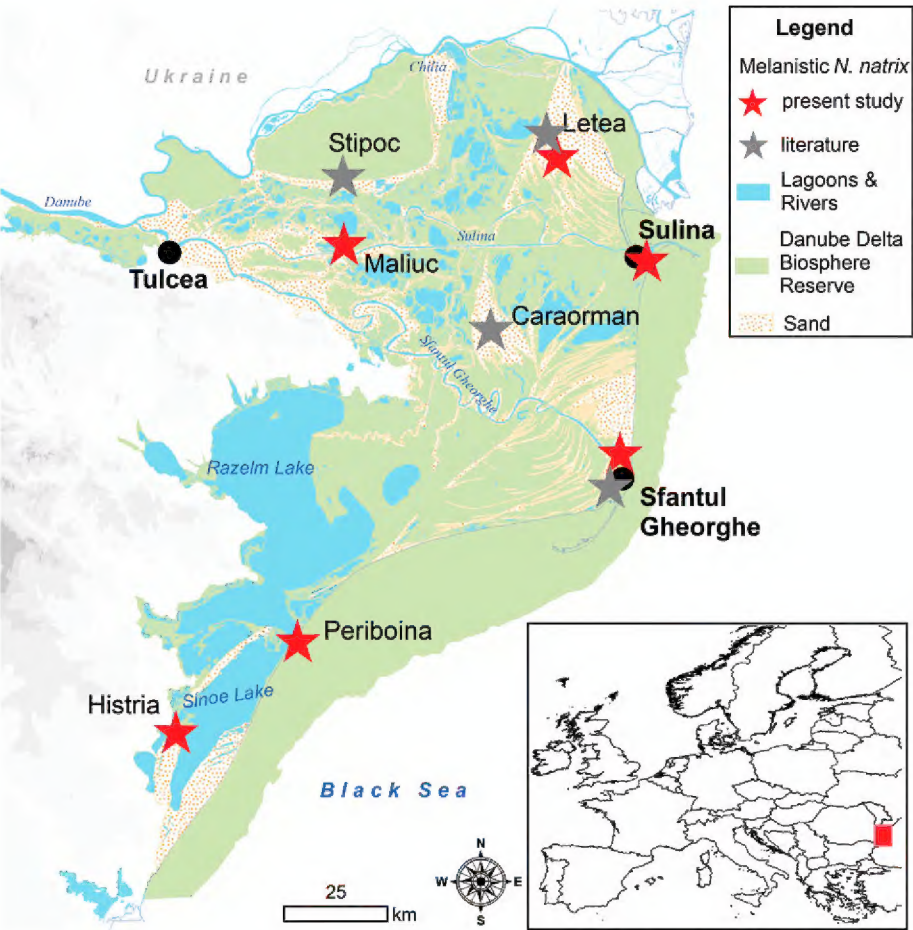 Legend
Melanistic N. natrix
present study
literature
Lagoons &
Rivers
Danube Delta
Biosphere
Reserve
Sand
Ukraine
Chilia
Letea
Stipoc
Danube
Sulina
Sulina
Tulcea
Maliuc
Caraorman
Sfantul Gheorghe
Razelm Lake
Sfantul
Gheorghe
Periboina
Histria
Sinoe Lake
Black Sea
N
W
E
S
25
km